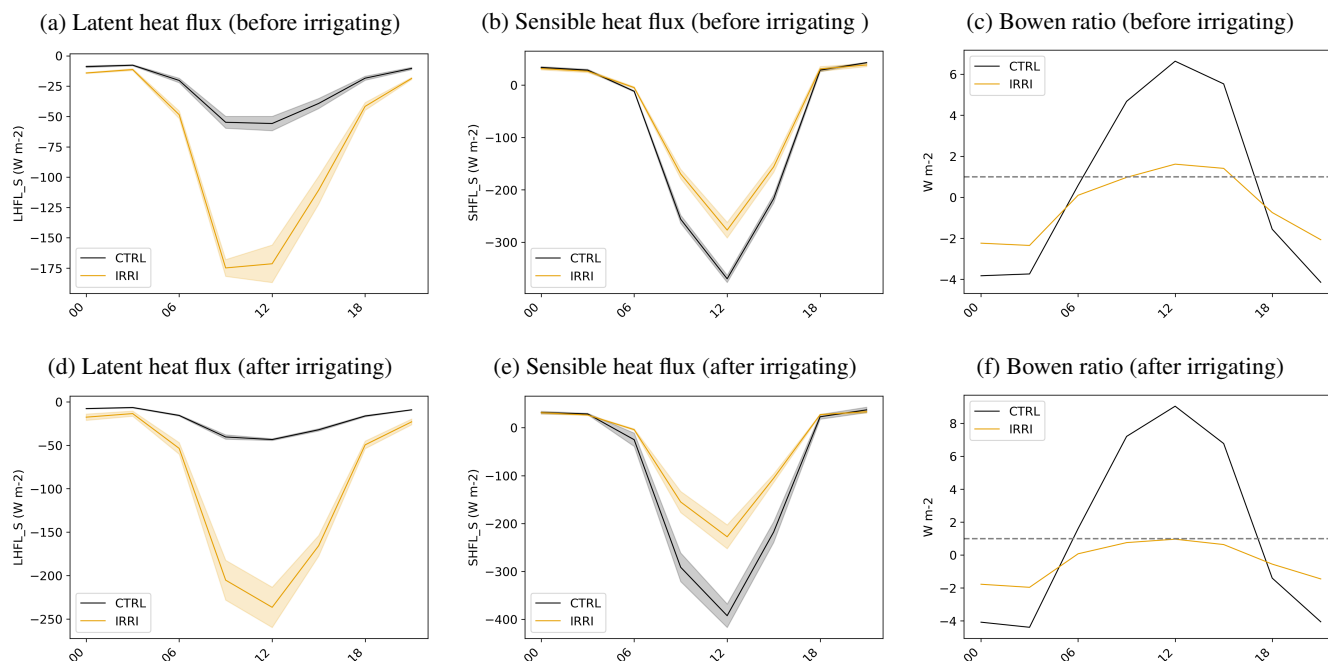 (a) Latent heat flux (before irrigating)
(b) Sensible heat flux (before irrigating )
(c) Bowen ratio (before irrigating)
LHFL_S (W m-2)
0
−25
−50
−75
−100
−125
−150
−175
CTRL
IRRI
00
06
12
18
SHFL_S (W m-2)
0
−100
−200
−300
CTRL
IRRI
00
06
12
18
W m-2
6
4
2
0
−2
−4
CTRL
IRRI
00
06
12
18
(d) Latent heat flux (after irrigating)
(e) Sensible heat flux (after irrigating)
(f) Bowen ratio (after irrigating)
LHFL_S (W m-2)
0
−50
−100
−150
−200
−250
CTRL
IRRI
00
06
12
18
SHFL_S (W m-2)
0
−100
−200
−300
−400
CTRL
IRRI
00
06
12
18
W m-2
8
6
4
2
0
−2
−4
CTRL
IRRI
00
06
12
18